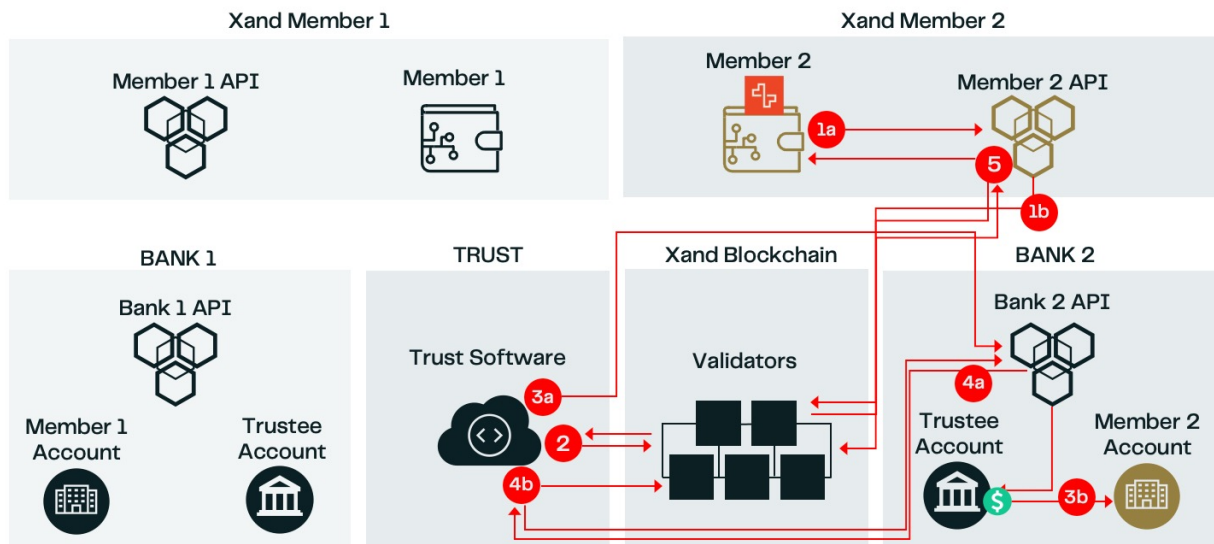 Xand Member 1
Xand Member 2
Member 1 API
Member 1
Member 2
Member 2 API
1a
5
1b
BANK 1
TRUST
Xand Blockchain
BANK 2
Bank 1 API
Bank 2 API
Trust Software
Validators
3a
4a
2
4b
Member 1
Account
Trustee
Account
Trustee
Account
Member 2
Account
$
3b